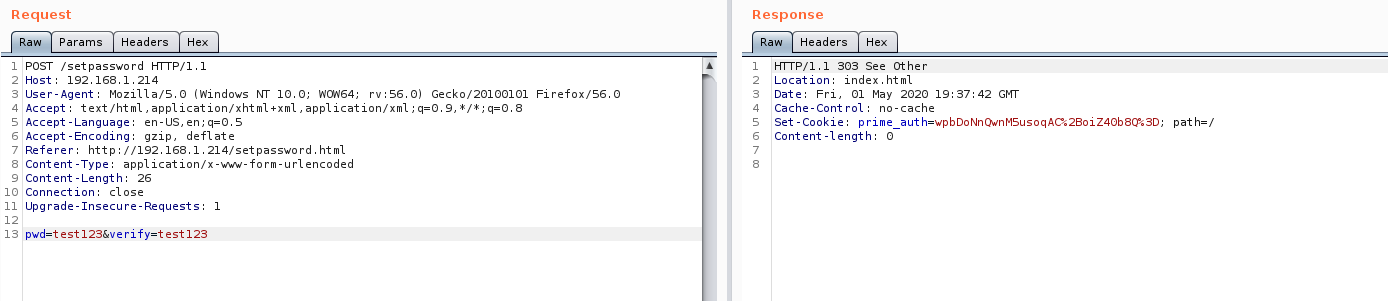 Request
Raw Params Headers Hex
1 POST /setpassword HTTP/1.1
2 Host: 192.168.1.214
3 User-Agent: Mozilla/5.0 (Windows NT 10.0; WOW64; rv:56.0) Gecko/20100101 Firefox/56.0
4 Accept: text/html,application/xhtml+xml,application/xml;q=0.9,*/*;q=0.8
5 Accept-Language: en-US,en;q=0.5
6 Accept-Encoding: gzip, deflate
7 Referer: http://192.168.1.214/setpassword.html
8 Content-Type: application/x-www-form-urlencoded
9 Content-Length: 26
10 Connection: close
11 Upgrade-Insecure-Requests: 1
12
13 pwd=test123&verify=test123
Response
Raw Headers Hex
1 HTTP/1.1 303 See Other
2 Location: index.html
3 Date: Fri, 01 May 2020 19:37:42 GMT
4 Cache-Control: no-cache
5 Set-Cookie: prime_auth=wpbDoNnQwnM5usoqAC%2BoiZ40b8Q%3D; path=/
6 Content-length: 0
7
8